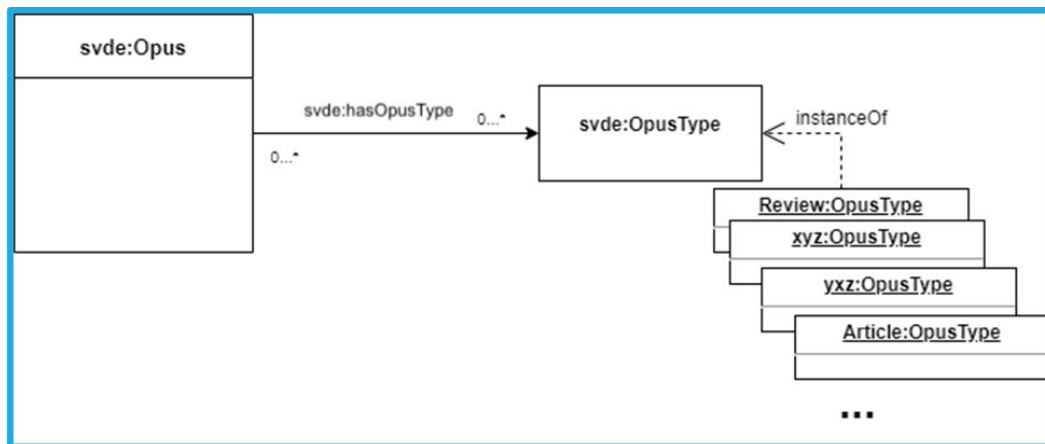 svde:Opus
svde:hasOpusType
0...*
0...*
svde:OpusType
instanceOf
Review:OpusType
xyz:OpusType
yxz:OpusType
Article:OpusType
...